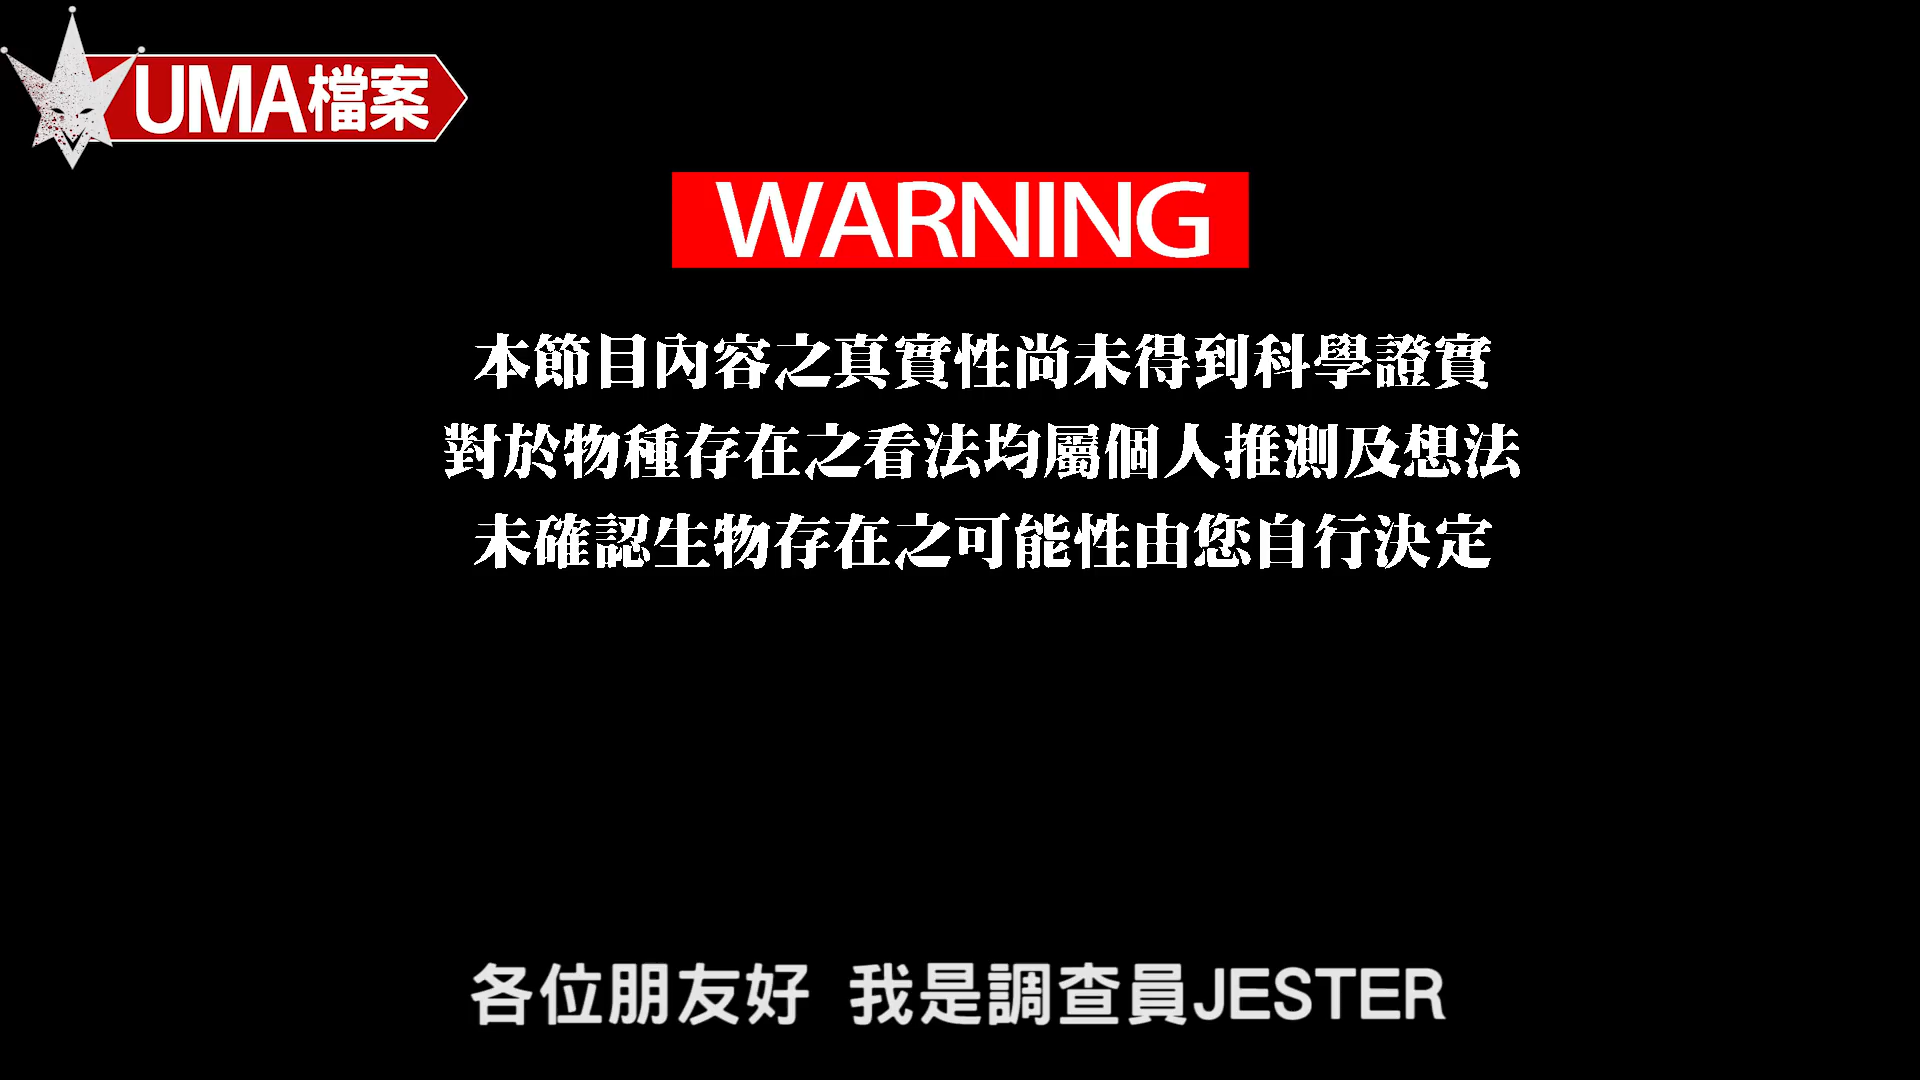 UMA檔案
WARNING
本節目內容之真實性尚未得到科學證實
對於物種存在之看法均屬個人推測及想法
未確認生物存在之可能性由您自行決定
各位朋友好 我是調查員JESTER